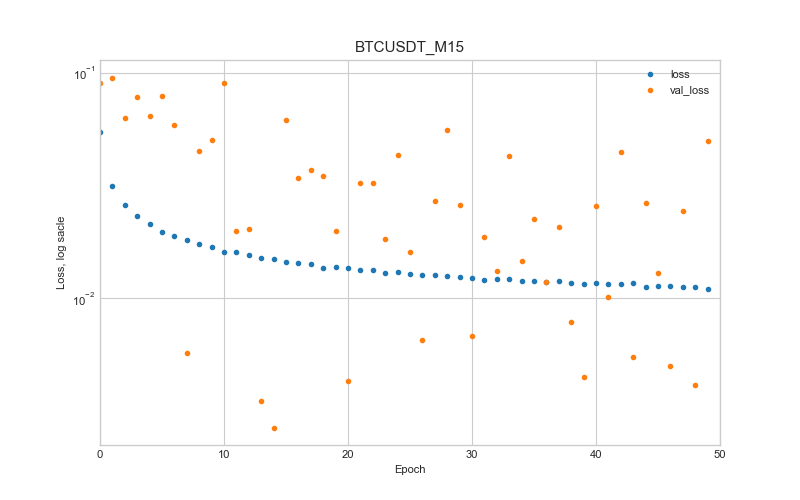 BTCUSDT_M15
loss
val_loss
10⁻¹
10⁻²
Loss, log sacle
0 10 20 30 40 50
Epoch